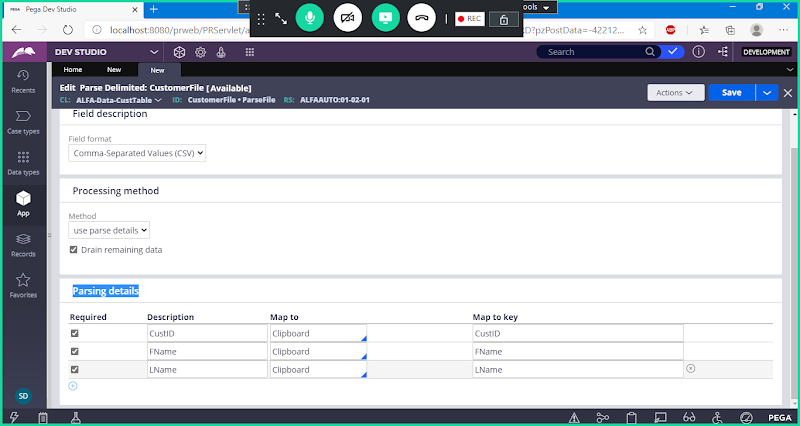 PEGA Pega Dev Studio
REC
ools
localhost:8080/prweb/PRServlet/a
D?pzPostData=-42212...
ABP
DEV STUDIO
Search
DEVELOPMENT
Recents
Case types
Data types
App
Records
Favorites
SD
Home New New
Edit Parse Delimited: CustomerFile [Available]
CL: ALFA-Data-CustTable ID: CustomerFile • ParseFile RS: ALFAAUTO:01-02-01
Actions Save
Field description
Field format
Comma-Separated Values (CSV)
Processing method
Method
use parse details
Drain remaining data
Parsing details
Required Description Map to Map to key
CustID Clipboard CustID
FName Clipboard FName
LName Clipboard LName
PEGA